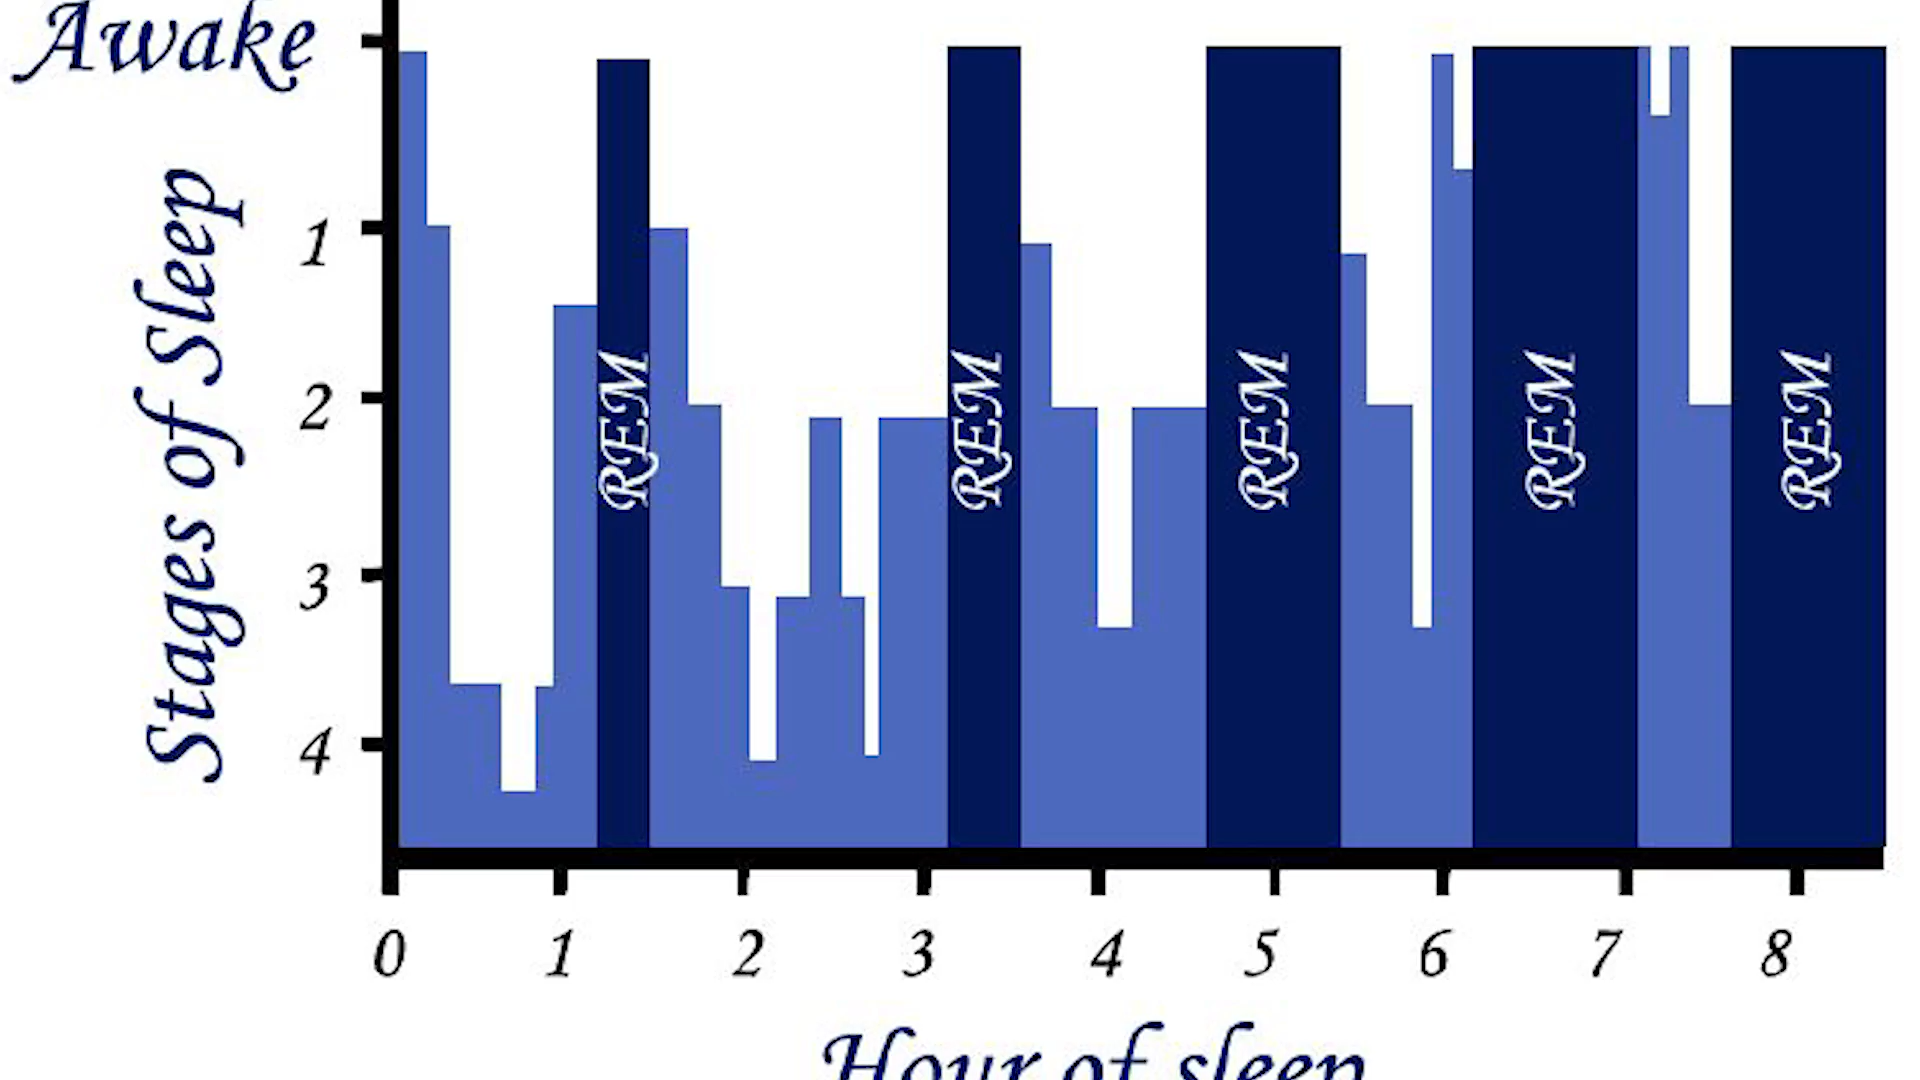 Awake
Stages of Sleep
1
2
3
4
REM REM REM REM REM
0 1 2 3 4 5 6 7 8
Hour of sleep